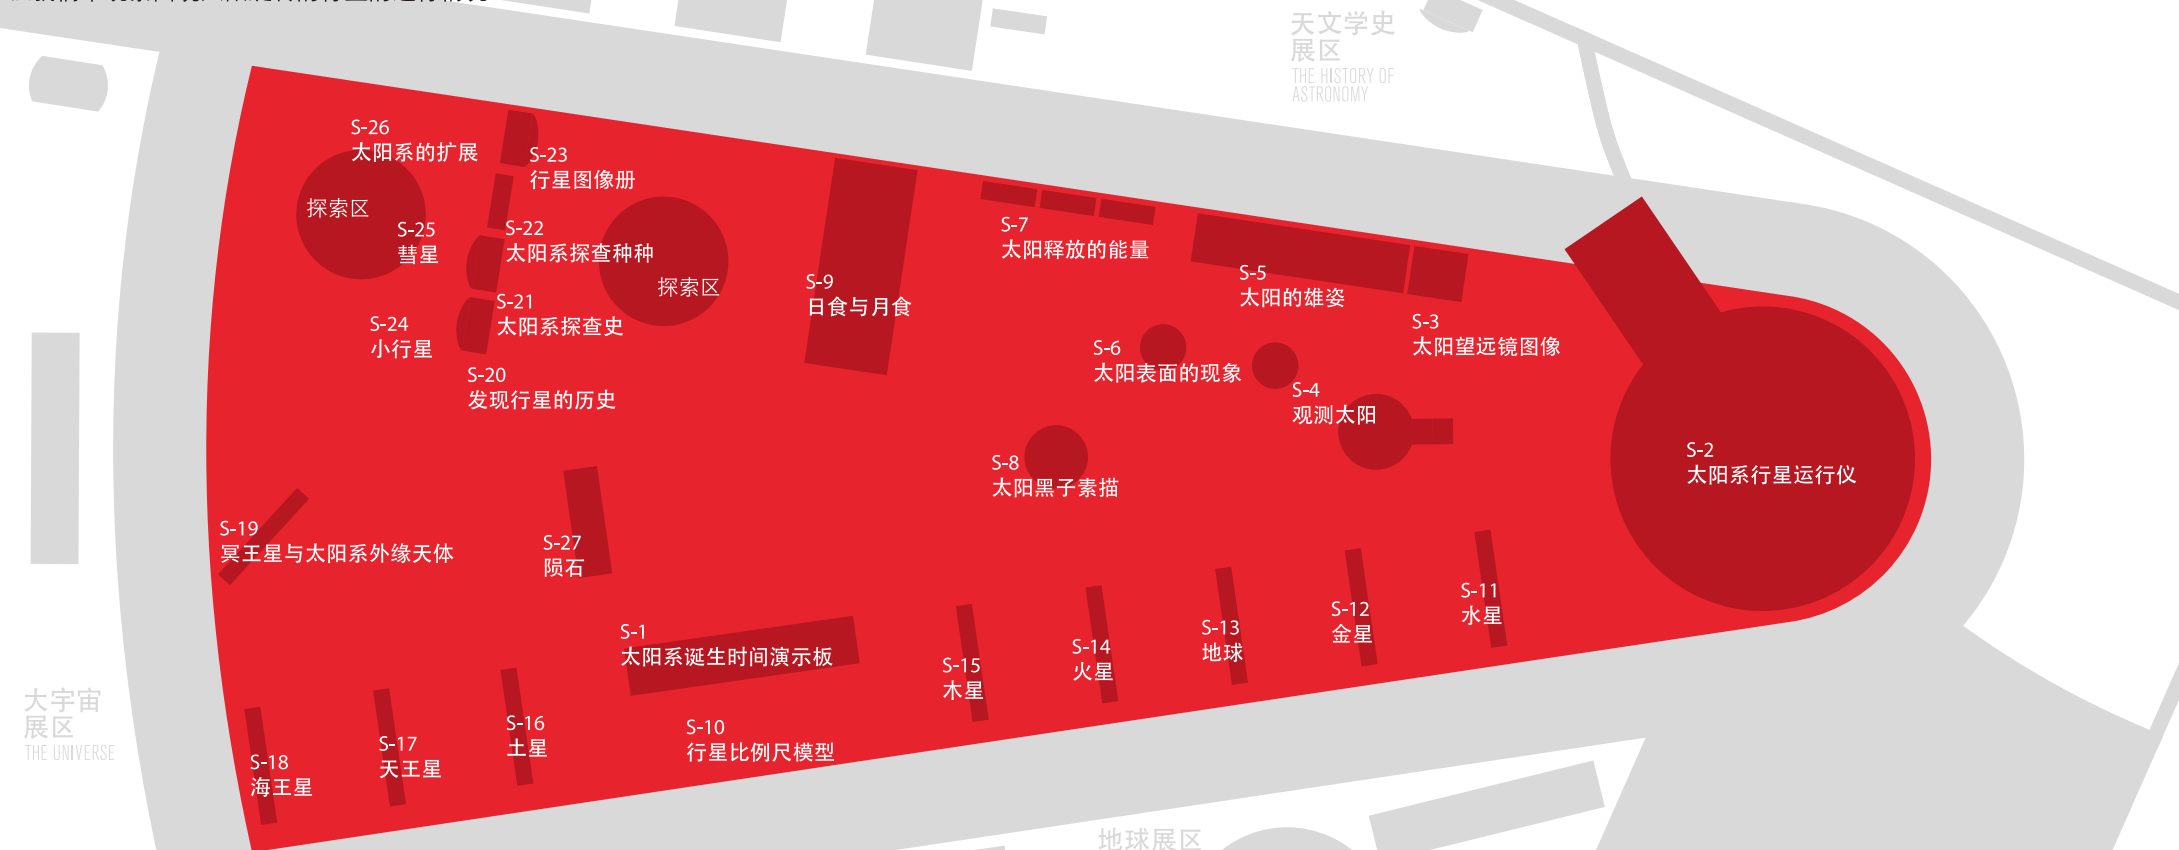 天文学史
展区
THE HISTORY OF
ASTRONOMY
S-26
太阳系的扩展
探索区
S-25
彗星
S-23
行星图像册
S-22
太阳系探查种种
探索区
S-21
太阳系探查史
S-24
小行星
S-20
发现行星的历史
S-9
日食与月食
S-7
太阳释放的能量
S-5
太阳的雄姿
S-3
太阳望远镜图像
S-6
太阳表面的现象
S-4
观测太阳
S-8
太阳黑子素描
S-2
太阳系行星运行仪
S-19
冥王星与太阳系外缘天体
S-27
陨石
S-1
太阳系诞生时间演示板
S-11
水星
S-12
金星
S-13
地球
S-14
火星
S-15
木星
S-10
行星比例尺模型
S-16
土星
S-17
天王星
S-18
海王星
大宇宙
展区
THE UNIVERSE
地球展区